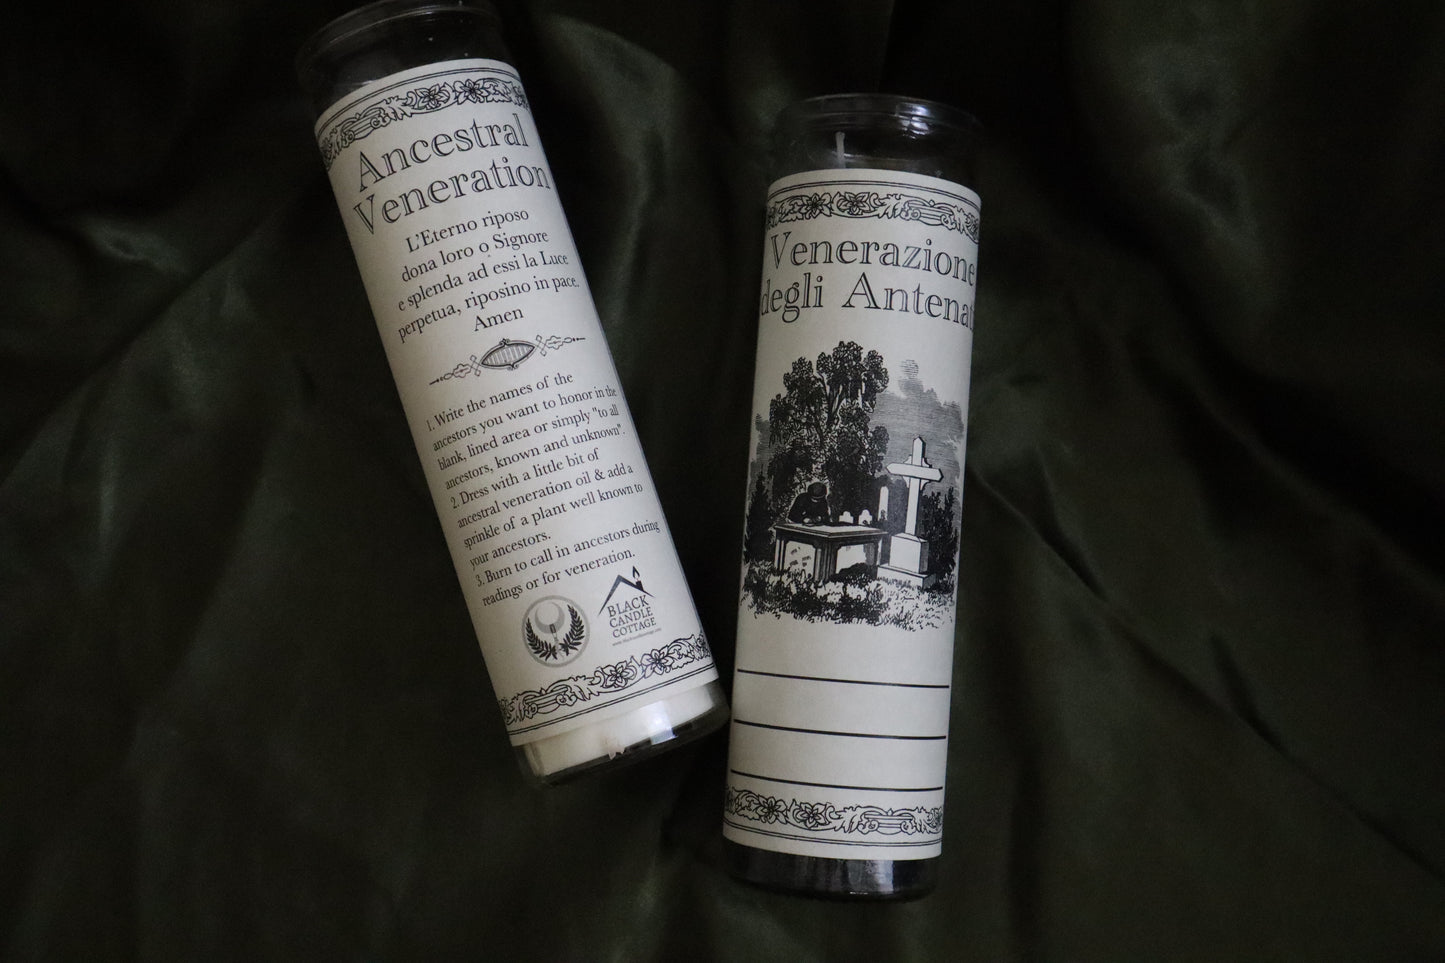 Ancestral
Veneration
L'Eterno riposo
dona loro o Signore
e splenda ad essi la Luce
perpetua, riposino in pace.
Amen
1. Write the names of the
ancestors you want to honor in the
blank, lined area or simply "to all
ancestors, known and unknown".
2. Dress with a little bit of
ancestral veneration oil & add a
sprinkle of a plant well known to
your ancestors.
3. Burn to call in ancestors during
readings or for veneration.
BLACK
CANDLE
COTTAGE
Venerazione
degli Antenati